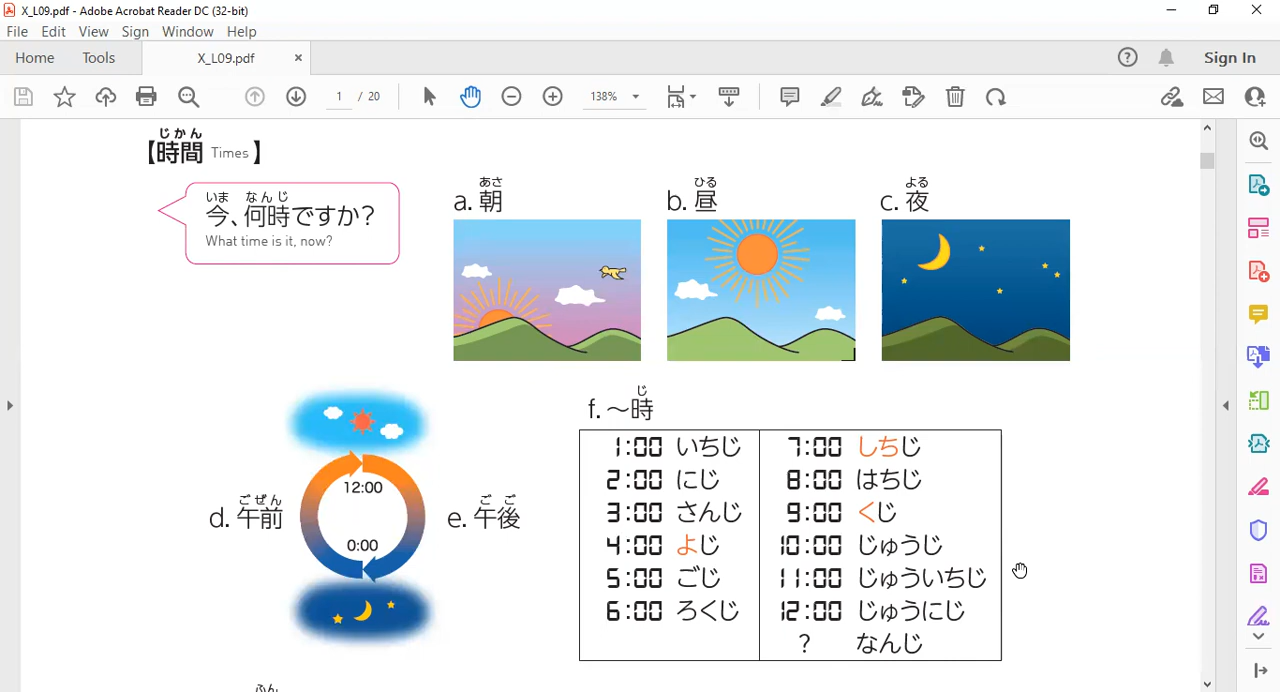 X_L09.pdf - Adobe Acrobat Reader DC (32-bit)
File Edit View Sign Window Help
Home Tools X_L09.pdf × Sign In
1 / 20 138%
じかん
【時間 Times】
いま なんじ
今、何時ですか?
What time is it, now?
あさ
a. 朝
ひる
b. 昼
よる
c. 夜
12:00
0:00
ごぜん
d. 午前
ごご
e. 午後
じ
f. ～時
1:00 いちじ
2:00 にじ
3:00 さんじ
4:00 よじ
5:00 ごじ
6:00 ろくじ
7:00 しちじ
8:00 はちじ
9:00 くじ
10:00 じゅうじ
11:00 じゅういちじ
12:00 じゅうにじ
? なんじ
ふん